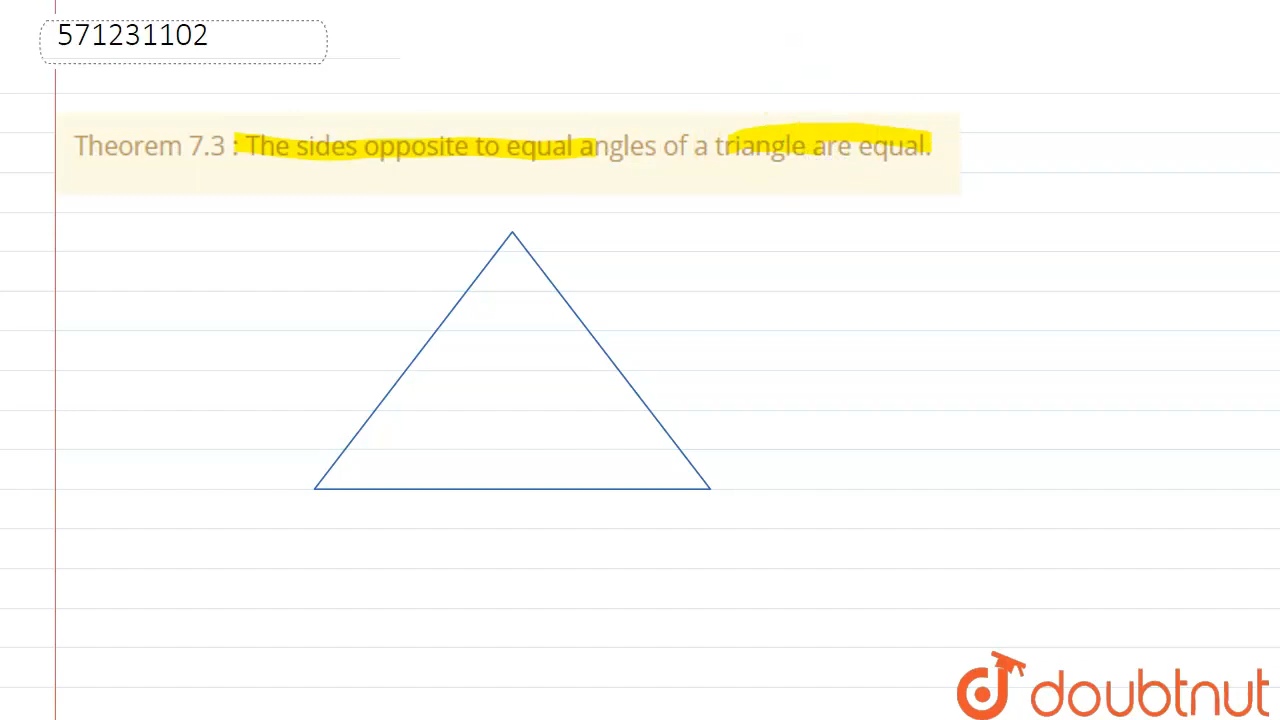 571231102
Theorem 7.3 : The sides opposite to equal angles of a triangle are equal.
doubtnut